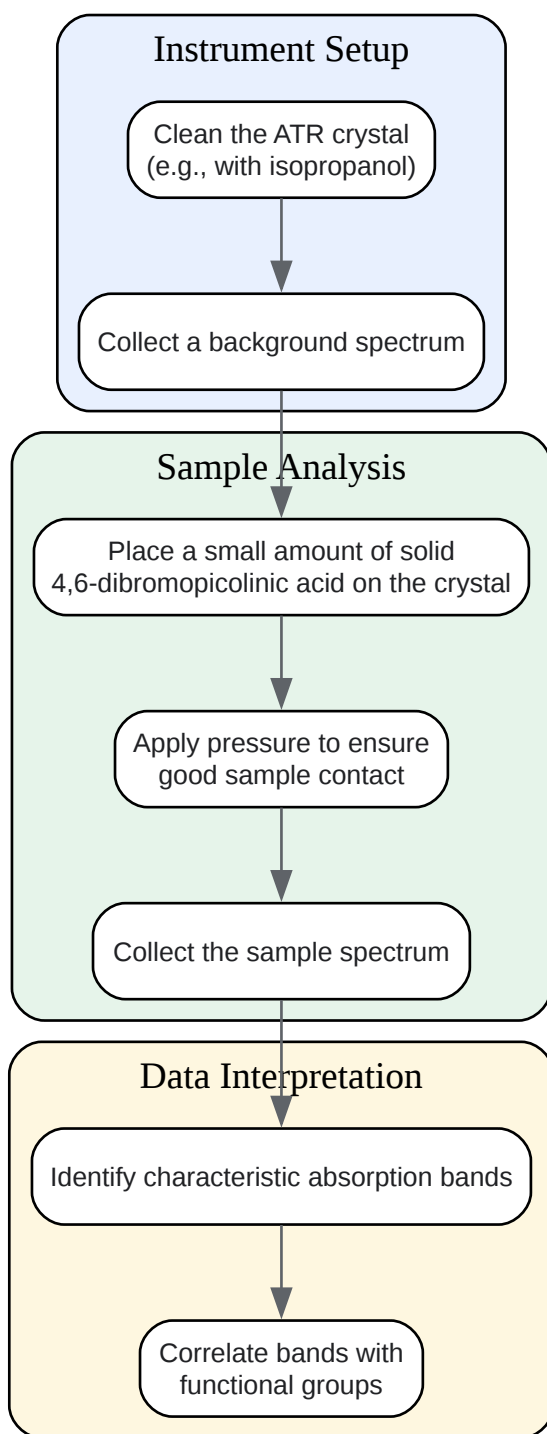 Instrument Setup
Clean the ATR crystal
(e.g., with isopropanol)
Collect a background spectrum
Sample Analysis
Place a small amount of solid
4,6-dibromopicolinic acid on the crystal
Apply pressure to ensure
good sample contact
Collect the sample spectrum
Data Interpretation
Identify characteristic absorption bands
Correlate bands with
functional groups